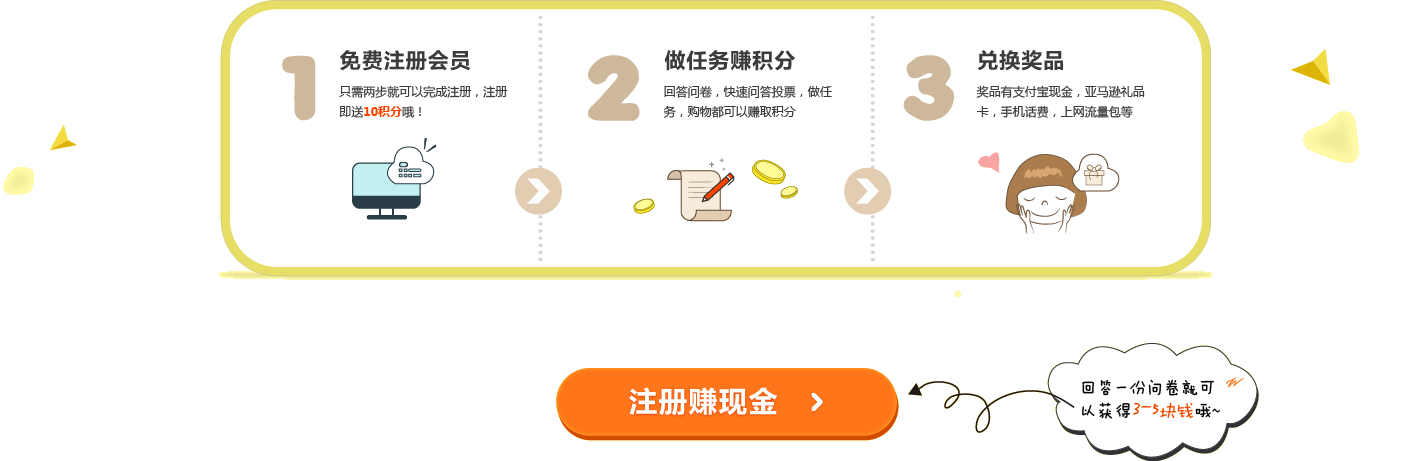 1
免费注册会员
只需两步就可以完成注册，注册
即送10积分哦！
2
做任务赚积分
回答问卷，快速问答投票，做任
务，购物都可以赚取积分
3
兑换奖品
奖品有支付宝现金，亚马逊礼品
卡，手机话费，上网流量包等
注册赚现金
回答一份问卷就可
以获得3-5块钱哦~